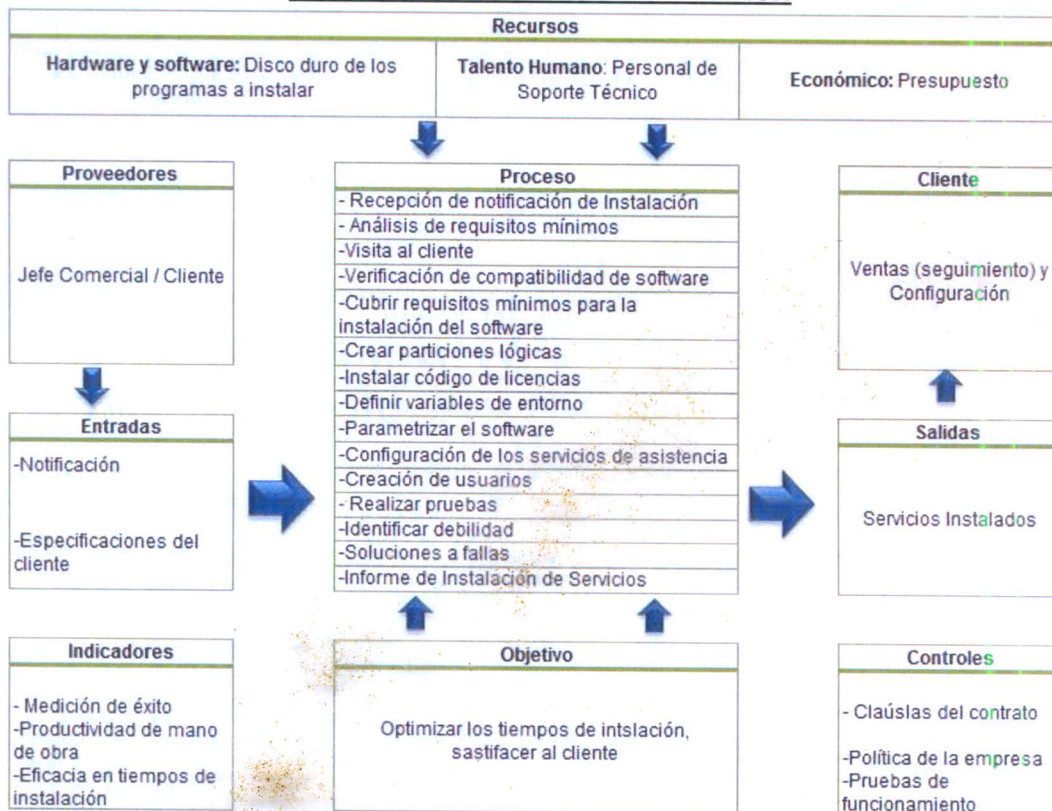 Recursos
Hardware y software: Disco duro de los
programas a instalar
Talento Humano: Personal de
Soporte Técnico
Económico: Presupuesto
Proveedores
Jefe Comercial / Cliente
Entradas
-Notificación
-Especificaciones del
cliente
Indicadores
- Medición de éxito
-Productividad de mano
de obra
-Eficacia en tiempos de
instalación
Proceso
- Recepción de notificación de Instalación
- Análisis de requisitos mínimos
-Visita al cliente
-Verificación de compatibilidad de software
-Cubrir requisitos mínimos para la
instalación del software
-Crear particiones lógicas
-Instalar código de licencias
-Definir variables de entorno
-Parametrizar el software
-Configuración de los servicios de asistencia
-Creación de usuarios
- Realizar pruebas
-Identificar debilidad
-Soluciones a fallas
-Informe de Instalación de Servicios
Objetivo
Optimizar los tiempos de intslación,
sastifacer al cliente
Cliente
Ventas (seguimiento) y
Configuración
Salidas
Servicios Instalados
Controles
- Claúslas del contrato
-Política de la empresa
-Pruebas de
funcionamiento